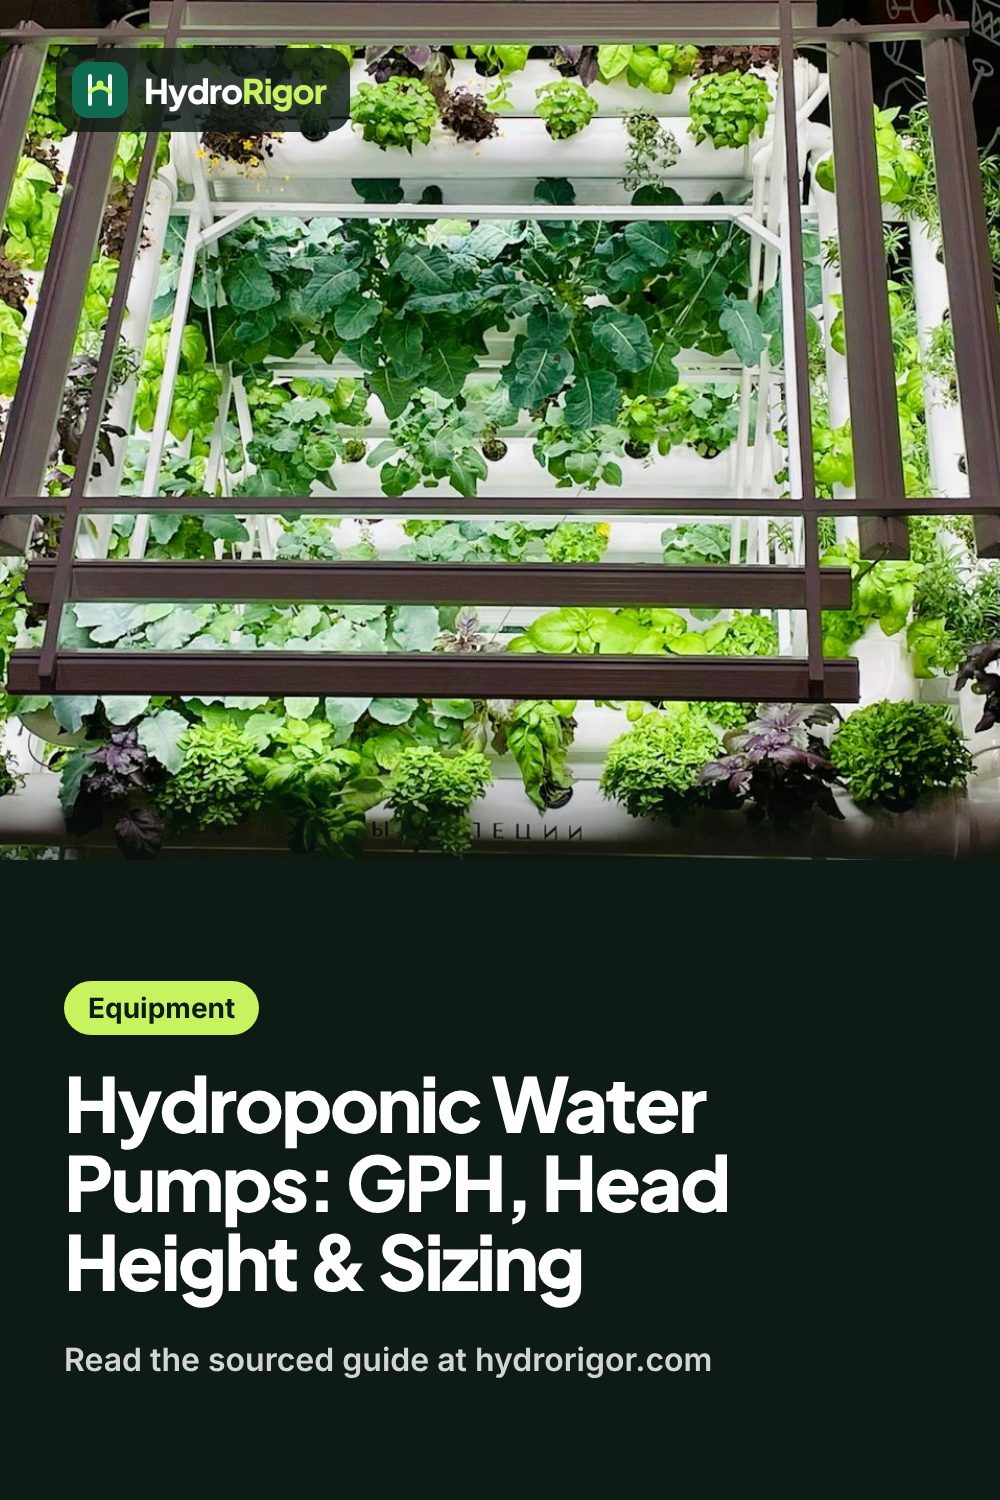 HydroRigor
Equipment
Hydroponic Water
Pumps: GPH, Head
Height & Sizing
Read the sourced guide at hydrorigor.com